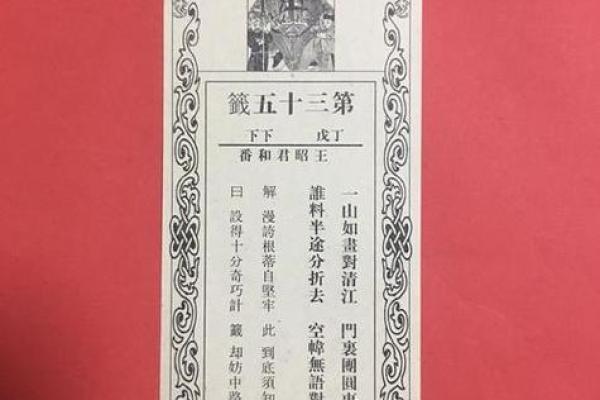 第三十五籤
丁戊 下下
王昭君和番
一山如畫對清江 門裏團圓
誰料半途分折去 空幃無語對
解 漫誇根蒂自堅牢 此 到底須知
曰 設得十分奇巧計 籤 却妨中路